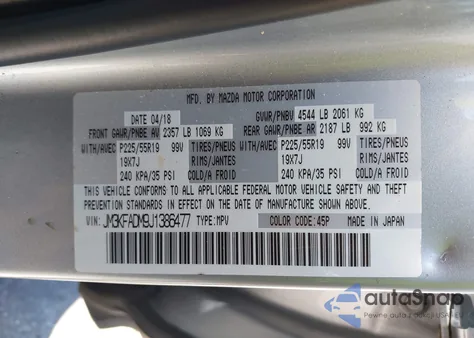 MFD. BY MAZDA MOTOR CORPORATION
DATE 04/18 GVWR/PNBV 4544 LB 2061 KG
FRONT GAWR/PNBE AV 2357 LB 1069 KG REAR GAWR/PNBE AR 2187 LB 992 KG
WITH/AVEC P225/55R19 99V TIRES/PNEUS WITH/AVEC P225/55R19 99V TIRES/PNEUS
19X7J RIMS/JANTES 19X7J RIMS/JANTES
240 KPA/35 PSI COLD/A FROID 240 KPA/35 PSI COLD/A FROID
THIS VEHICLE CONFORMS TO ALL APPLICABLE FEDERAL MOTOR VEHICLE SAFETY,
BUMPER, AND THEFT PREVENTION STANDARDS IN EFFECT ON THE DATE
OF MANUFACTURE SHOWN ABOVE.
VIN: JM3KFADM9J1386477 TYPE:MPV COLOR CODE:45P MADE IN JAPAN
autoSnap
Pewne auto z USA